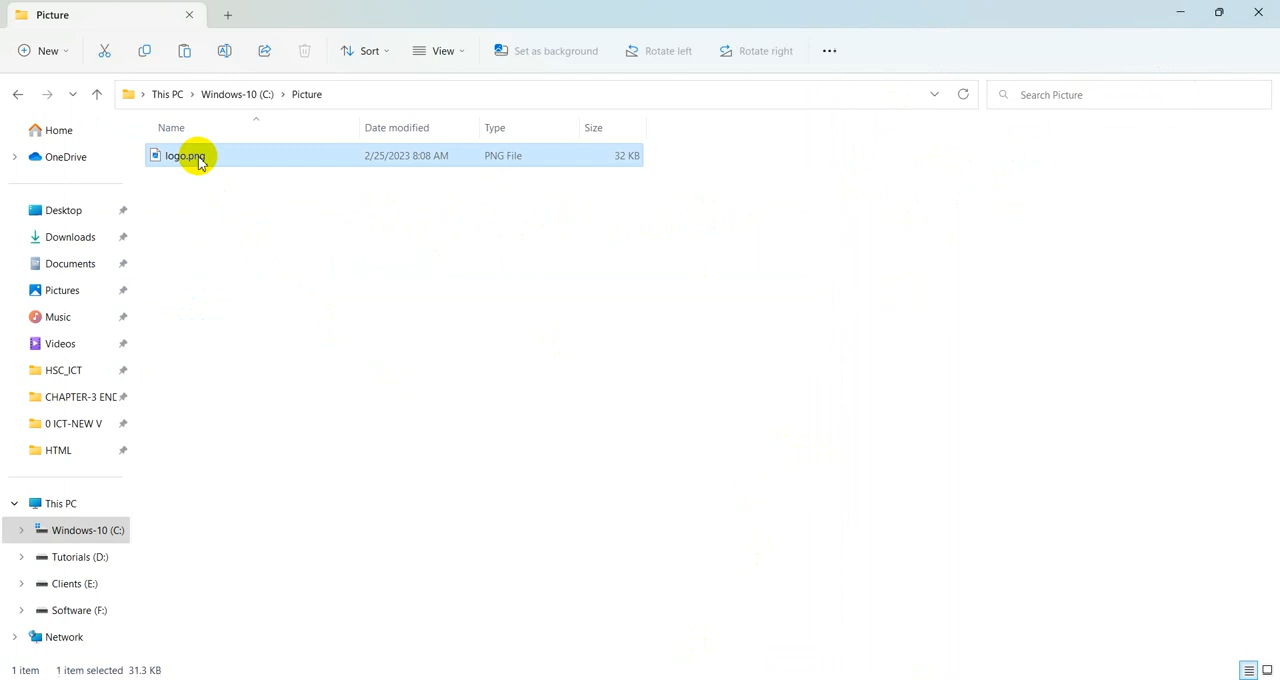 Picture
New
Sort
View
Set as background
Rotate left
Rotate right
This PC
Windows-10 (C:)
Picture
Search Picture
Name
Date modified
Type
Size
logo.png
2/25/2023 8:08 AM
PNG File
32 KB
Home
OneDrive
Desktop
Downloads
Documents
Pictures
Music
Videos
HSC_ICT
CHAPTER-3 END
0 ICT-NEW V
HTML
This PC
Windows-10 (C:)
Tutorials (D:)
Clients (E:)
Software (F:)
Network
1 item 1 item selected 31.3 KB